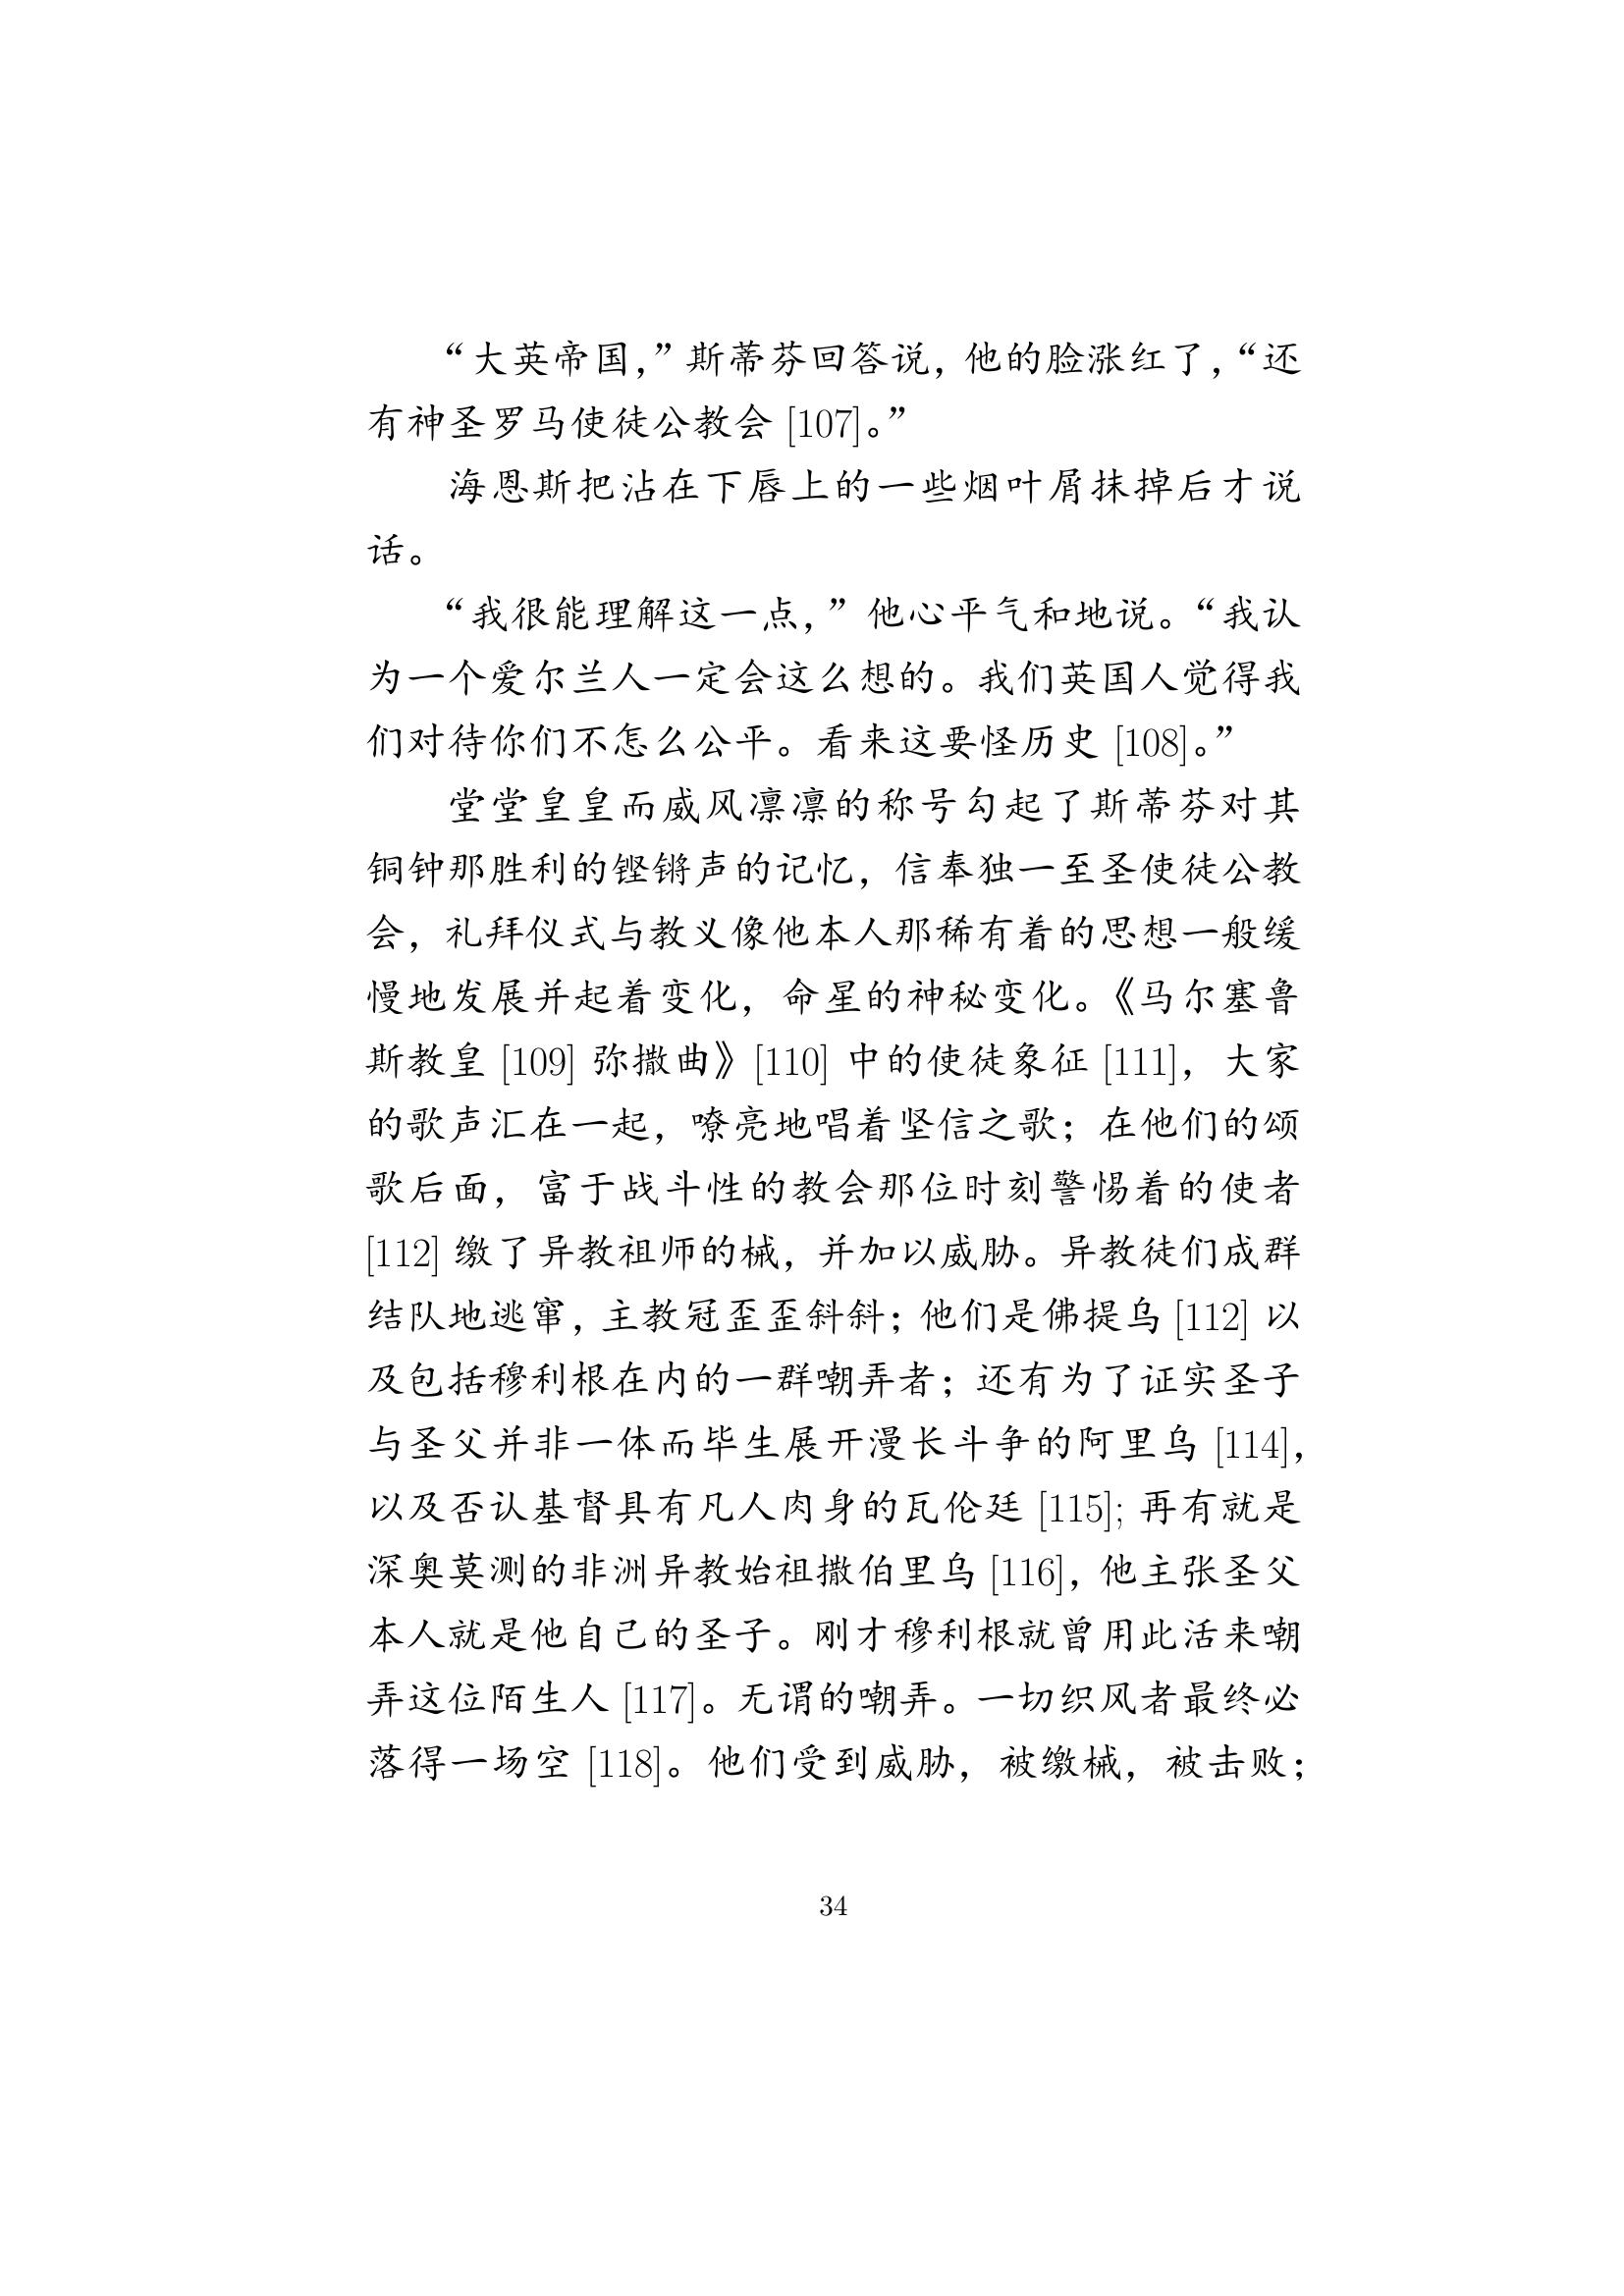 “大英帝国，”斯蒂芬回答说，他的脸涨红了，“还
有神圣罗马使徒公教会 [107]。”
海恩斯把沾在下唇上的一些烟叶屑抹掉后才说
话。
“我很能理解这一点，”他心平气和地说。“我认
为一个爱尔兰人一定会这么想的。我们英国人觉得我
们对待你们不怎么公平。看来这要怪历史 [108]。”
堂堂皇皇而威风凛凛的称号勾起了斯蒂芬对其
铜钟那胜利的铿锵声的记忆，信奉独一至圣使徒公教
会，礼拜仪式与教义像他本人那稀有着的思想一般缓
慢地发展并起着变化，命星的神秘变化。《马尔塞鲁
斯教皇 [109] 弥撒曲》[110] 中的使徒象征 [111]，大家
的歌声汇在一起，嘹亮地唱着坚信之歌；在他们的颂
歌后面，富于战斗性的教会那位时刻警惕着的使者
[112] 缴了异教祖师的械，并加以威胁。异教徒们成群
结队地逃窜，主教冠歪歪斜斜；他们是佛提乌 [112] 以
及包括穆利根在内的一群嘲弄者；还有为了证实圣子
与圣父并非一体而毕生展开漫长斗争的阿里乌 [114]，
以及否认基督具有凡人肉身的瓦伦廷 [115]; 再有就是
深奥莫测的非洲异教始祖撒伯里乌 [116]，他主张圣父
本人就是他自己的圣子。刚才穆利根就曾用此活来嘲
弄这位陌生人 [117]。无谓的嘲弄。一切织风者最终必
落得一场空 [118]。他们受到威胁，被缴械，被击败；
34